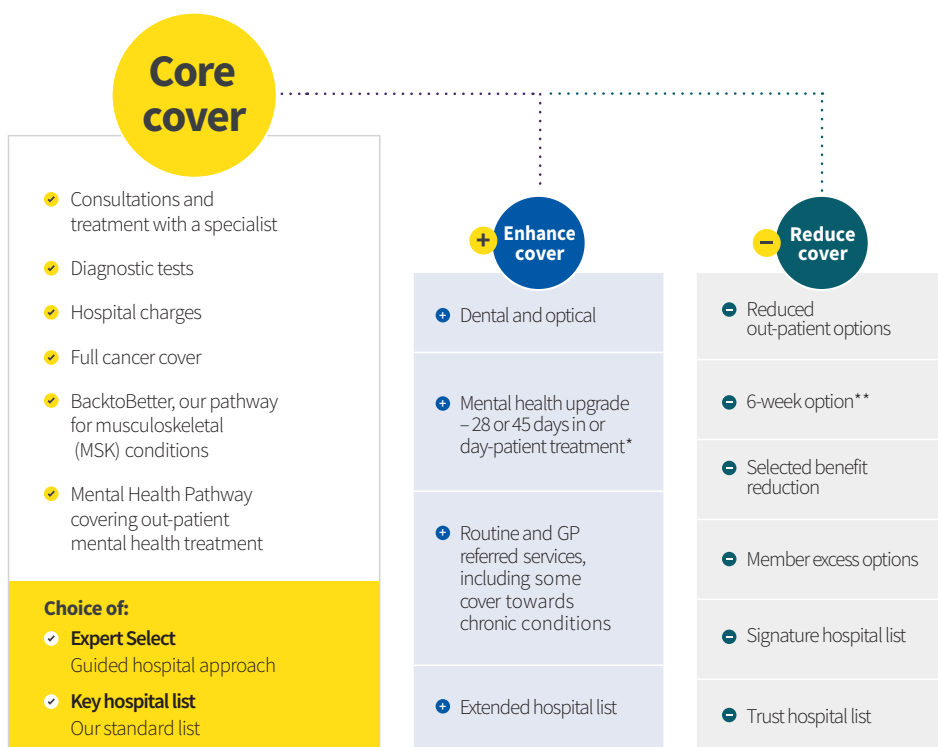 Core
cover
Consultations and
treatment with a specialist
Diagnostic tests
Hospital charges
Full cancer cover
BacktoBetter, our pathway
for musculoskeletal
(MSK) conditions
Mental Health Pathway
covering out-patient
mental health treatment
Choice of:
Expert Select
Guided hospital approach
Key hospital list
Our standard list
+
Enhance
cover
Dental and optical
Mental health upgrade
– 28 or 45 days in or
day-patient treatment*
Routine and GP
referred services,
including some
cover towards
chronic conditions
Extended hospital list
–
Reduce
cover
Reduced
out-patient options
6-week option**
Selected benefit
reduction
Member excess options
Signature hospital list
Trust hospital list